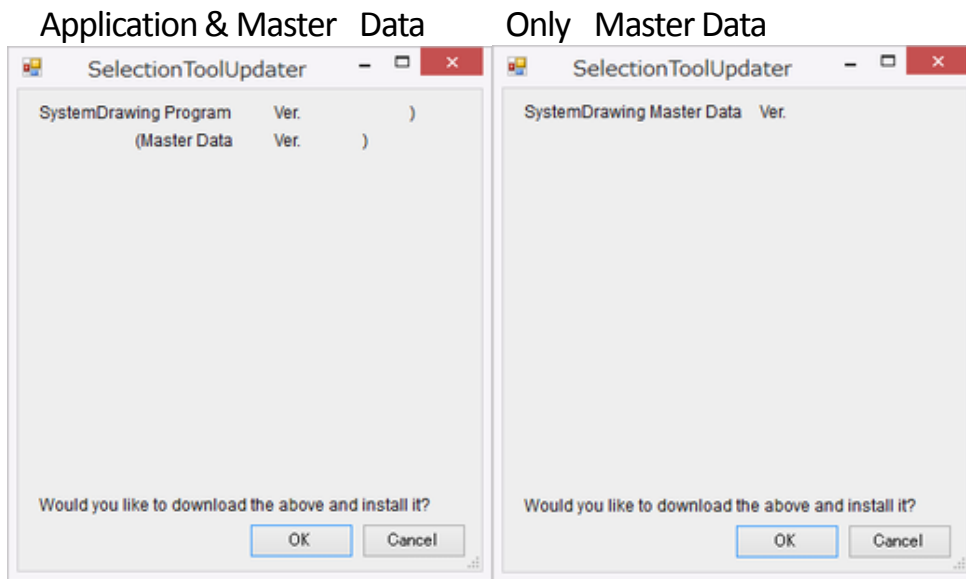 Application & Master Data
SelectionToolUpdater
SystemDrawing Program Ver. )
(Master Data Ver. )
Would you like to download the above and install it?
OK Cancel
Only Master Data
SelectionToolUpdater
SystemDrawing Master Data Ver.
Would you like to download the above and install it?
OK Cancel